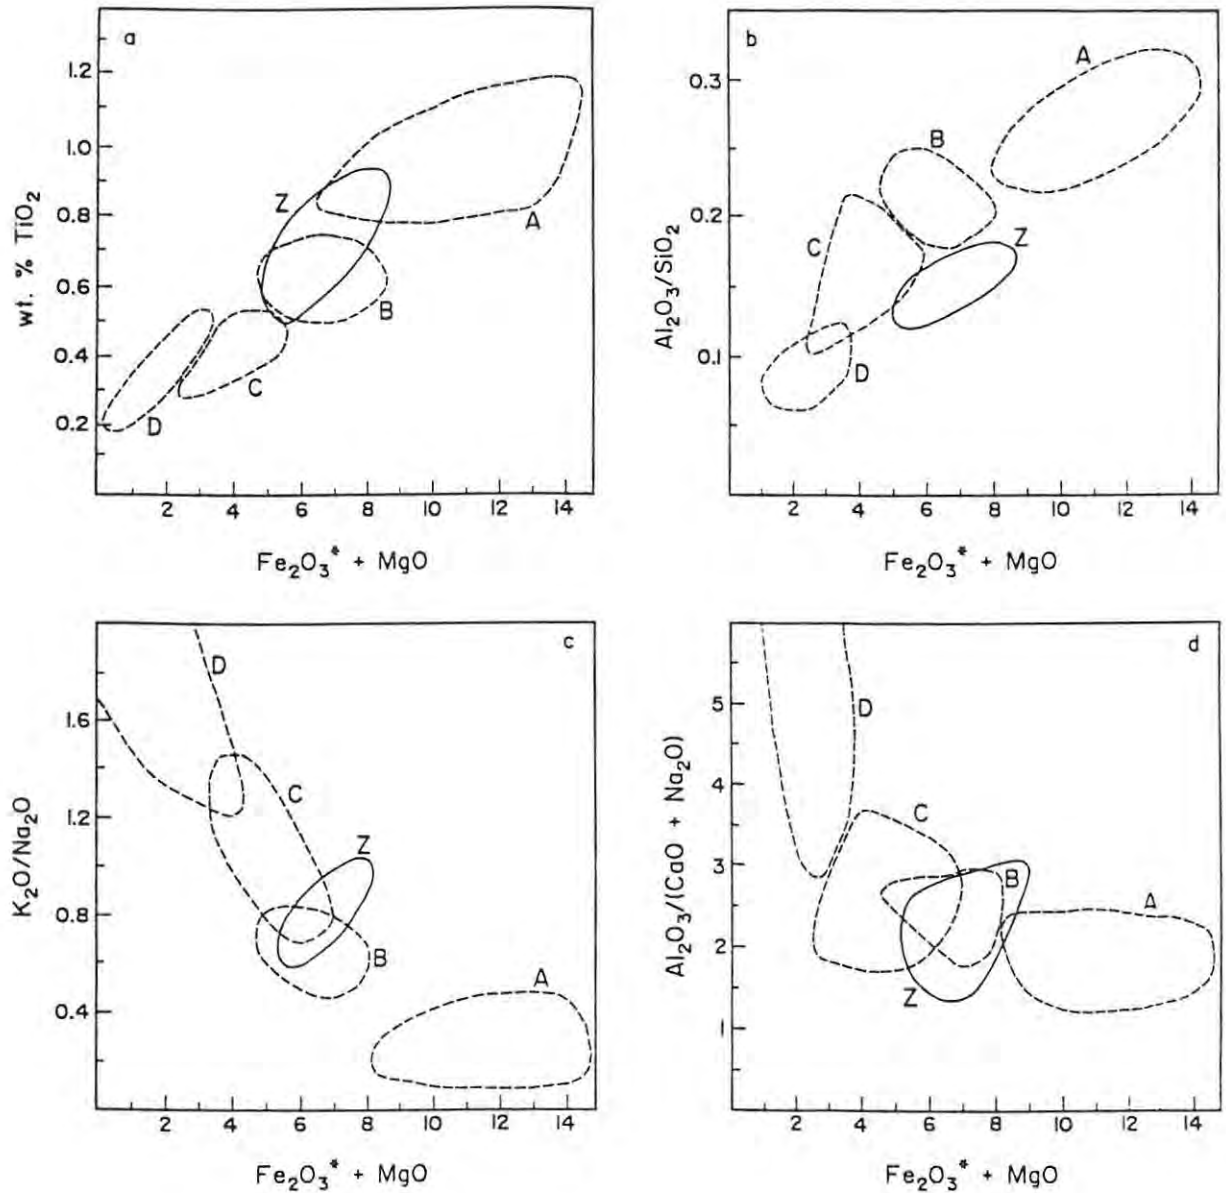 a
1.2
1.0
0.8
0.6
0.4
0.2
wt. % TiO₂
A
Z
B
C
D
2 4 6 8 10 12 14
Fe₂O₃* + MgO
b
0.3
0.2
0.1
Al₂O₃/SiO₂
A
B
C
Z
D
2 4 6 8 10 12 14
Fe₂O₃* + MgO
c
1.6
1.2
0.8
0.4
K₂O/Na₂O
D
C
Z
B
A
2 4 6 8 10 12 14
Fe₂O₃* + MgO
d
5
4
3
2
1
Al₂O₃/(CaO + Na₂O)
D
C
B
A
Z
2 4 6 8 10 12 14
Fe₂O₃* + MgO